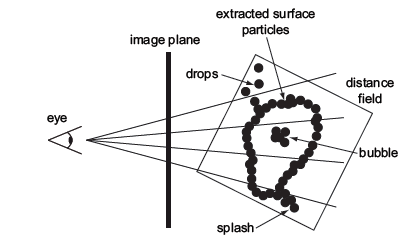 extracted surface
particles
image plane
drops
distance
field
eye
bubble
splash